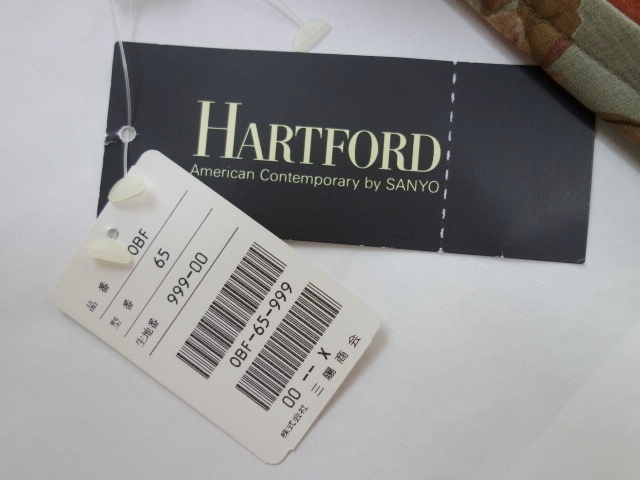 HARTFORD
American Contemporary by SANYO
品番 0BF
型番 65
生地番 999-00
0BF-65-999
00 -- X
株式会社 三陽商会